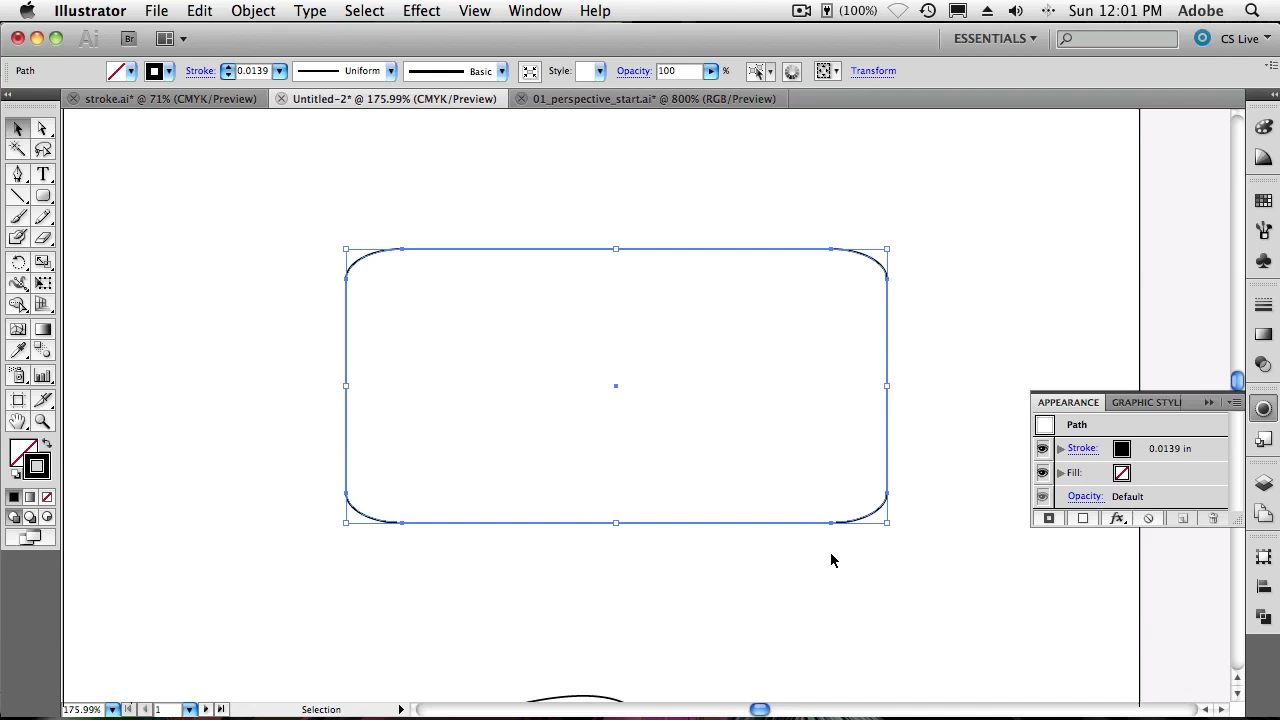 Illustrator File Edit Object Type Select Effect View Window Help (100%) Sun 12:01 PM Adobe
Ai Br ESSENTIALS CS Live
Path Stroke: 0.0139 Uniform Basic Style: Opacity: 100 % Transform
stroke.ai* @ 71% (CMYK/Preview) Untitled-2* @ 175.99% (CMYK/Preview) 01_perspective_start.ai* @ 800% (RGB/Preview)
T
APPEARANCE GRAPHIC STYL
Path
Stroke: 0.0139 in
Fill:
Opacity: Default
fx
175.99% 1 Selection